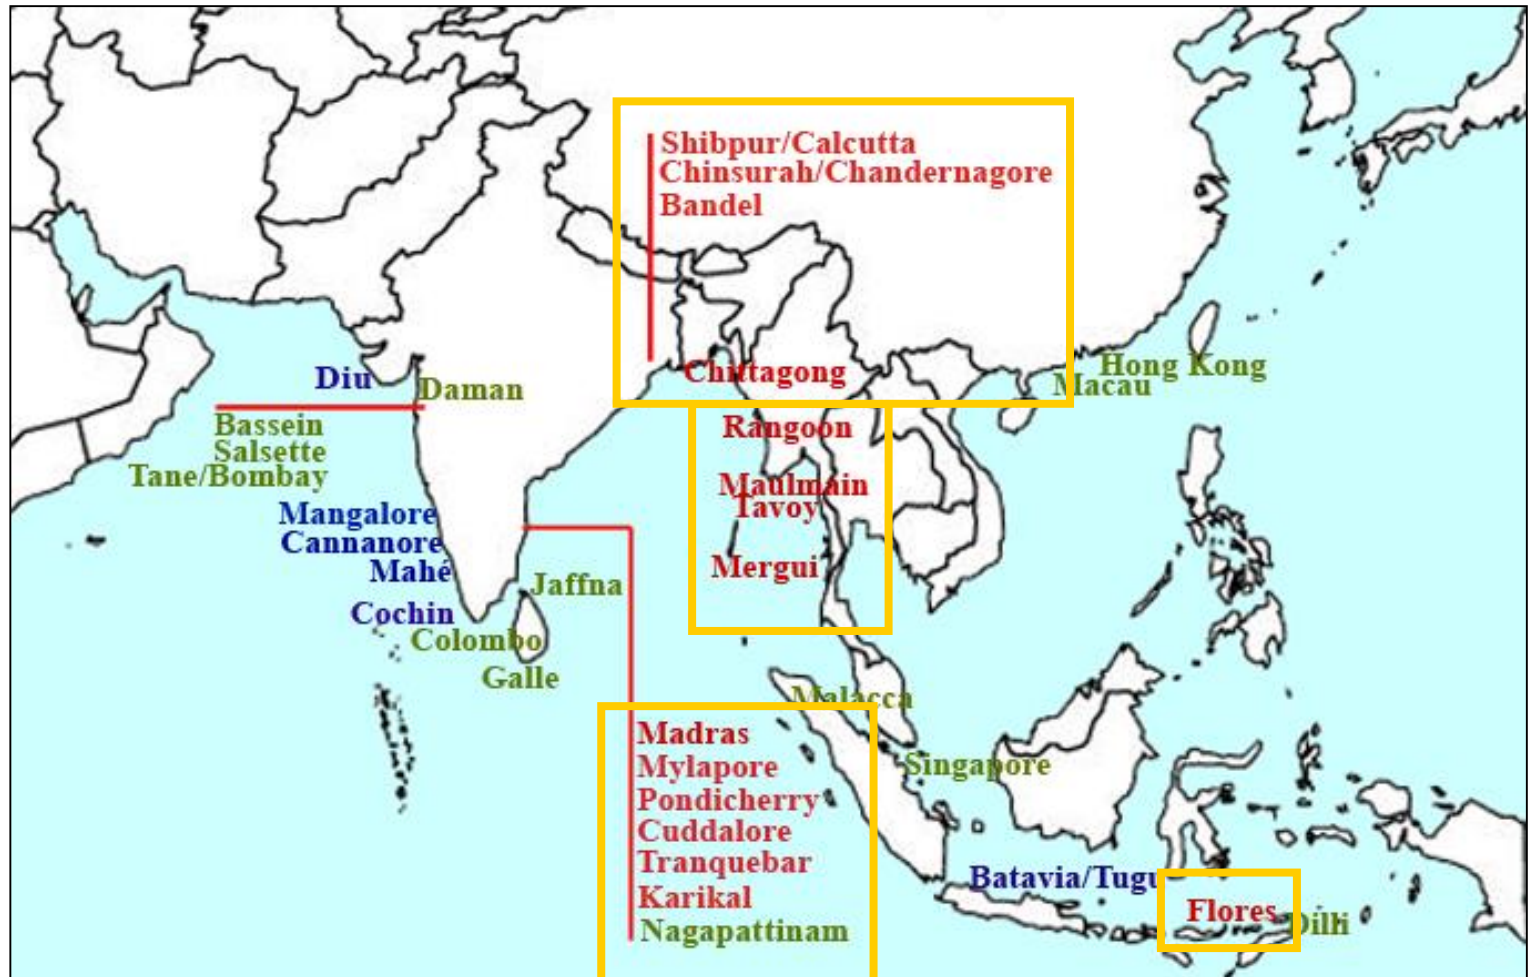 Shibpur/Calcutta
Chinsurah/Chandernagore
Bandel
Chittagong
Hong Kong
Macau
Diu
Daman
Bassein
Salsette
Tane/Bombay
Rangoon
Maulmain
Tavoy
Mergui
Mangalore
Cannanore
Mahé
Cochin
Jaffna
Colombo
Galle
Malacca
Madras
Mylapore
Pondicherry
Cuddalore
Tranquebar
Karikal
Nagapattinam
Singapore
Batavia/Tugu
Flores
Dilli